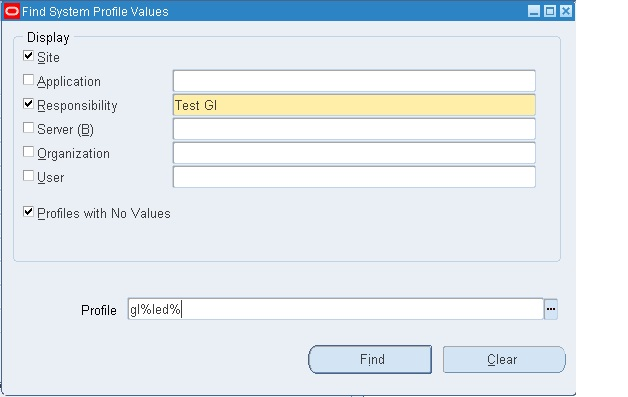 Find System Profile Values
Display
Site
Application
Responsibility Test Gl
Server (B)
Organization
User
Profiles with No Values
Profile gl%led% ...
Find Clear